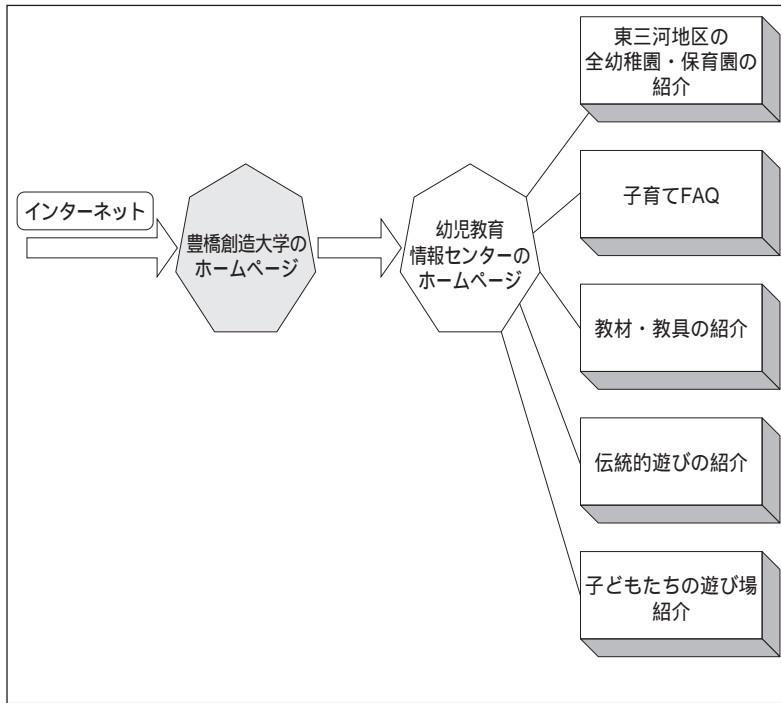 インターネット
豊橋創造大学の
ホームページ
幼児教育
情報センターの
ホームページ
東三河地区の
全幼稚園・保育園の
紹介
子育てFAQ
教材・教具の紹介
伝統的遊びの紹介
子どもたちの遊び場
紹介